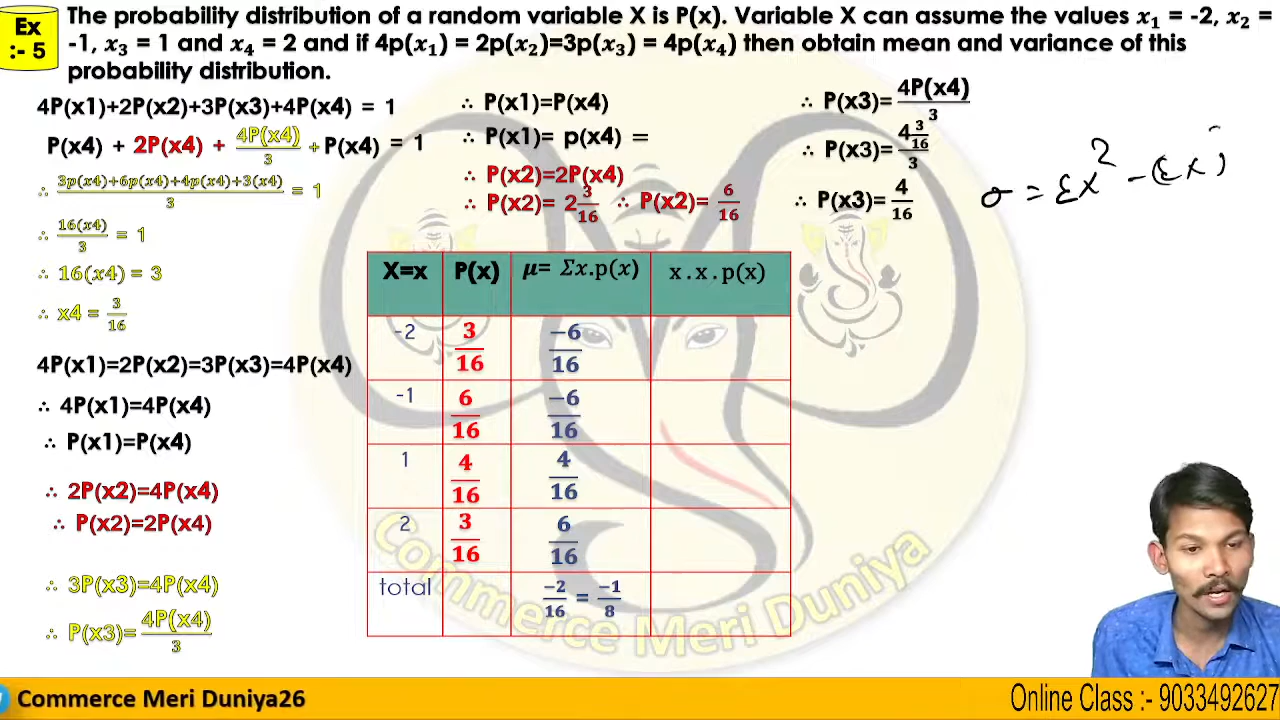 Ex
:- 5
The probability distribution of a random variable X is P(x). Variable X can assume the values x₁ = -2, x₂ =
-1, x₃ = 1 and x₄ = 2 and if 4p(x₁) = 2p(x₂)=3p(x₃) = 4p(x₄) then obtain mean and variance of this
probability distribution.
4P(x1)+2P(x2)+3P(x3)+4P(x4) = 1
P(x4) + 2P(x4) + 4P(x4)/3 + P(x4) = 1
∴ 3p(x4)+6p(x4)+4p(x4)+3(x4)/3 = 1
∴ 16(x4)/3 = 1
∴ 16(x4) = 3
∴ x4 = 3/16
4P(x1)=2P(x2)=3P(x3)=4P(x4)
∴ 4P(x1)=4P(x4)
∴ P(x1)=P(x4)
∴ 2P(x2)=4P(x4)
∴ P(x2)=2P(x4)
∴ 3P(x3)=4P(x4)
∴ P(x3)= 4P(x4)/3
∴ P(x1)=P(x4)
∴ P(x1)= p(x4) =
∴ P(x2)=2P(x4)
∴ P(x2)= 2 3/16 ∴ P(x2)= 6/16
∴ P(x3)= 4P(x4)/3
∴ P(x3)= 4 3/16/3
∴ P(x3)= 4/16
σ = Σx² - (Σx)
X=x P(x) μ= Σx.p(x) x.x.p(x)
-2 3/16 -6/16
-1 6/16 -6/16
1 4/16 4/16
2 3/16 6/16
total -2/16 = -1/8
Commerce Meri Duniya
Commerce Meri Duniya26
Online Class :- 9033492627